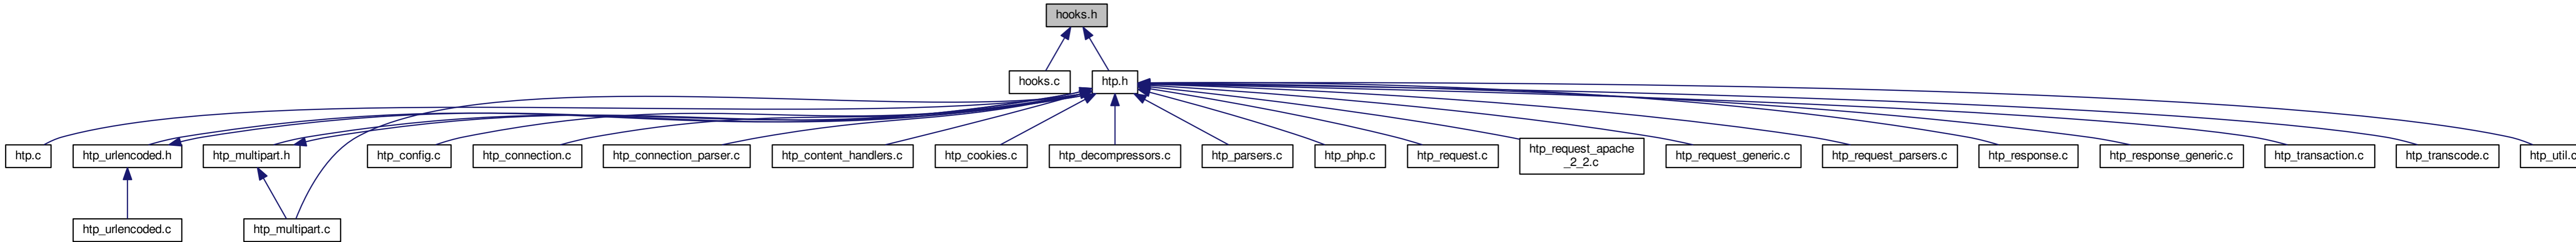 hooks.h
hooks.c
htp.h
htp.c
htp_urlencoded.h
htp_multipart.h
htp_config.c
htp_connection.c
htp_connection_parser.c
htp_content_handlers.c
htp_cookies.c
htp_decompressors.c
htp_parsers.c
htp_php.c
htp_request.c
htp_request_apache
_2_2.c
htp_request_generic.c
htp_request_parsers.c
htp_response.c
htp_response_generic.c
htp_transaction.c
htp_transcode.c
htp_util.c
htp_urlencoded.c
htp_multipart.c